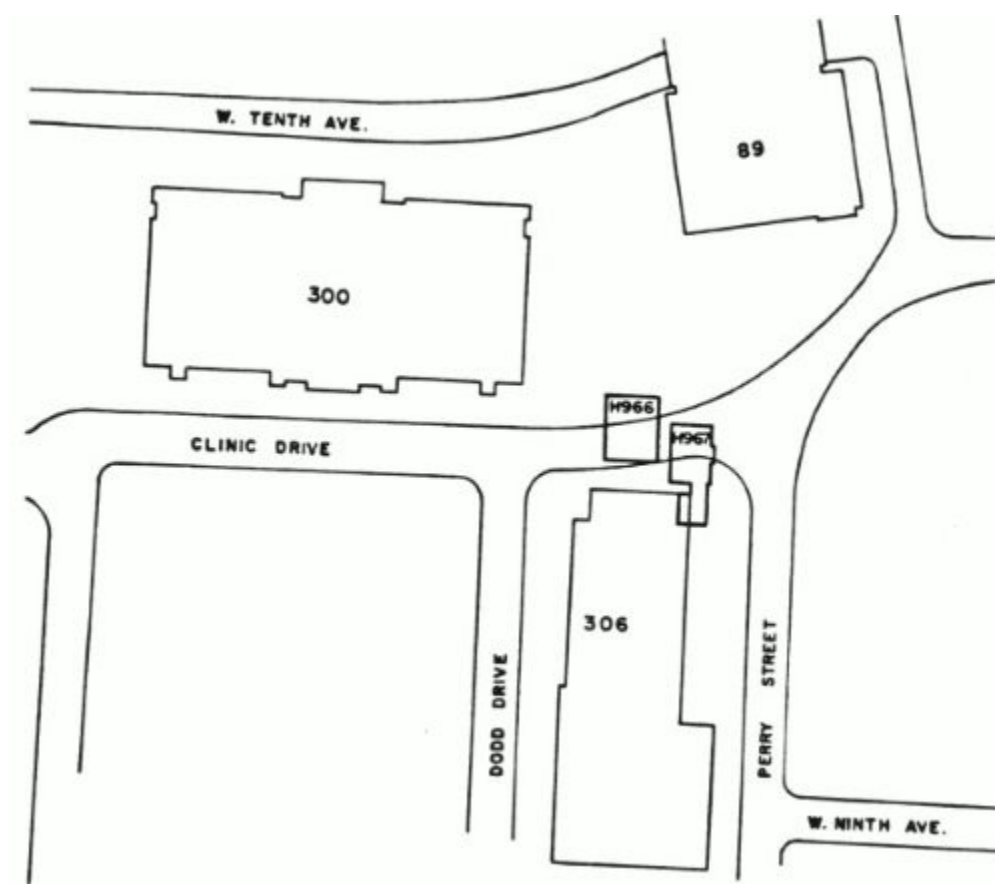 W. TENTH AVE.
89
300
H966
H967
CLINIC DRIVE
306
DODD DRIVE
PERRY STREET
W. NINTH AVE.